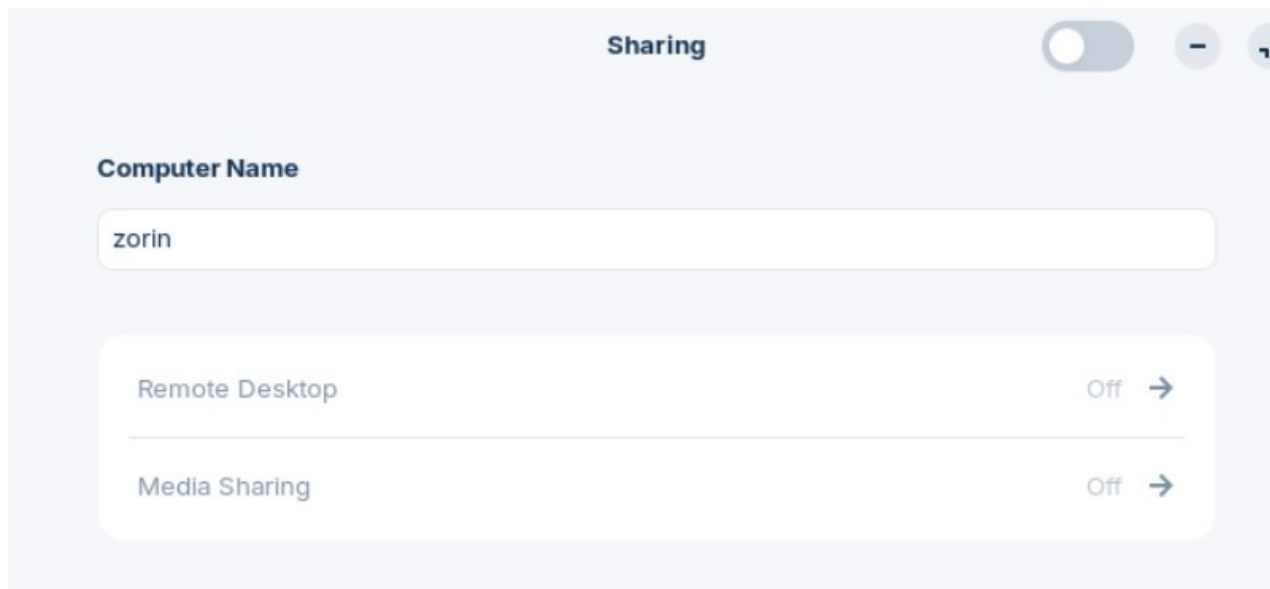 Sharing
Computer Name
zorin
Remote Desktop Off
Media Sharing Off